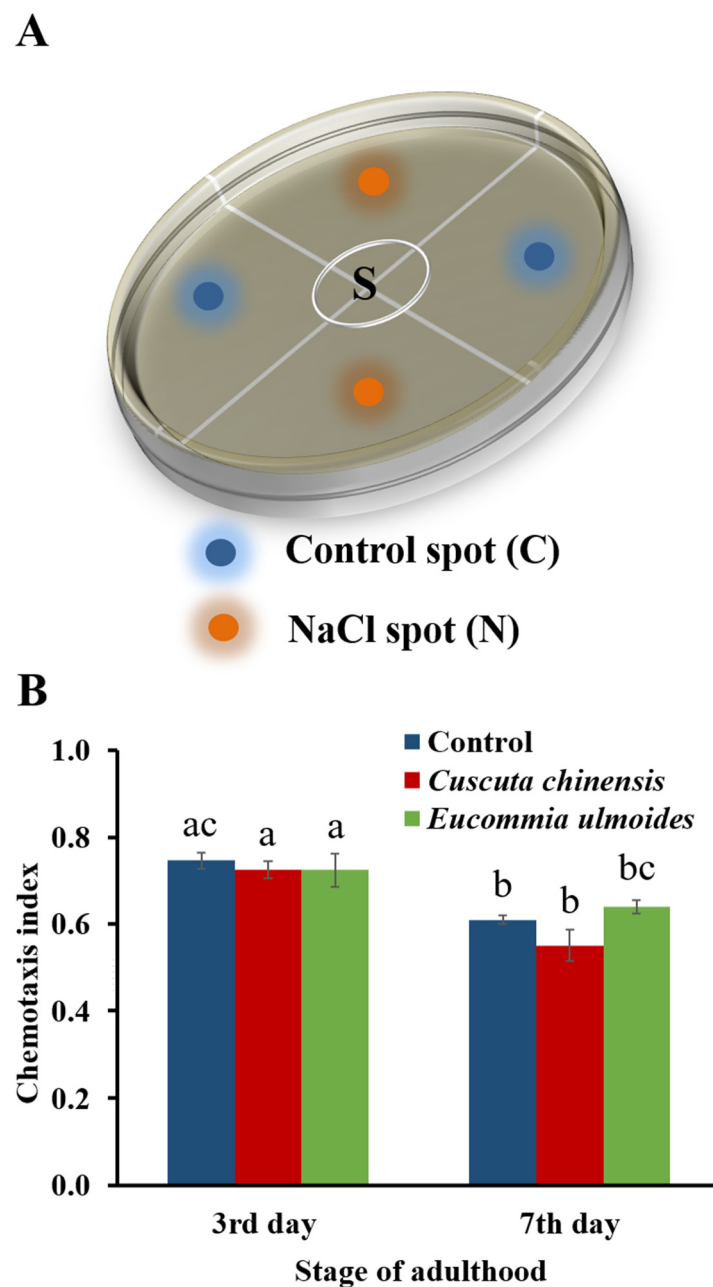 A
S
Control spot (C)
NaCl spot (N)
B
Control
Cuscuta chinensis
Eucommia ulmoides
1.0
0.8
0.6
0.4
0.2
0.0
Chemotaxis index
ac a a b b bc
3rd day 7th day
Stage of adulthood